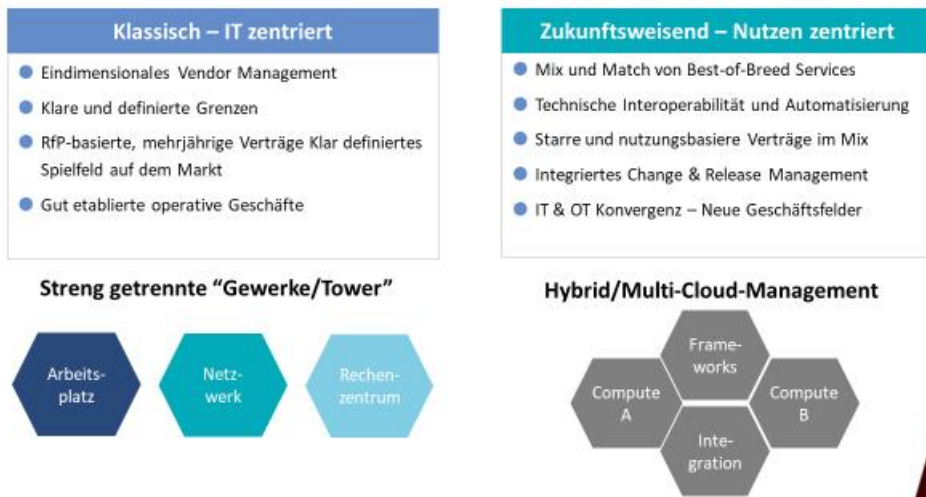 Klassisch – IT zentriert
Eindimensionales Vendor Management
Klare und definierte Grenzen
RfP-basierte, mehrjährige Verträge Klar definiertes
Spielfeld auf dem Markt
Gut etablierte operative Geschäfte
Streng getrennte “Gewerke/Tower”
Arbeits-
platz
Netz-
werk
Rechen-
zentrum
Zukunftsweisend – Nutzen zentriert
Mix und Match von Best-of-Breed Services
Technische Interoperabilität und Automatisierung
Starre und nutzungsbasiere Verträge im Mix
Integriertes Change & Release Management
IT & OT Konvergenz – Neue Geschäftsfelder
Hybrid/Multi-Cloud-Management
Frame-
works
Compute
A
Compute
B
Inte-
gration